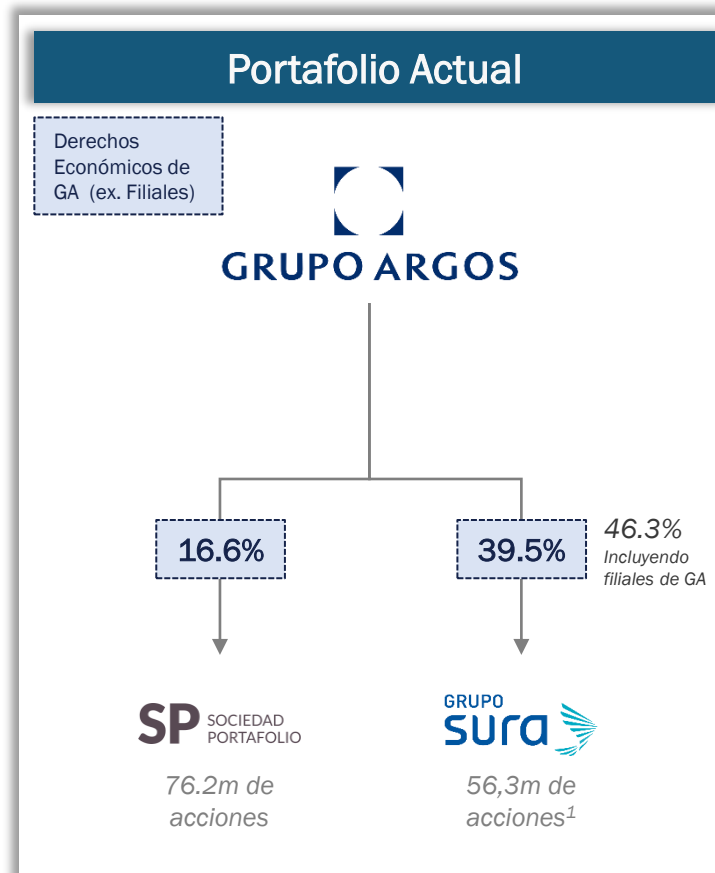 Portafolio Actual
Derechos
Económicos de
GA (ex. Filiales)
GRUPO ARGOS
16.6%
39.5%
46.3%
Incluyendo
filiales de GA
SP SOCIEDAD
PORTAFOLIO
GRUPO
sura
76.2m de
acciones
56,3m de
acciones¹